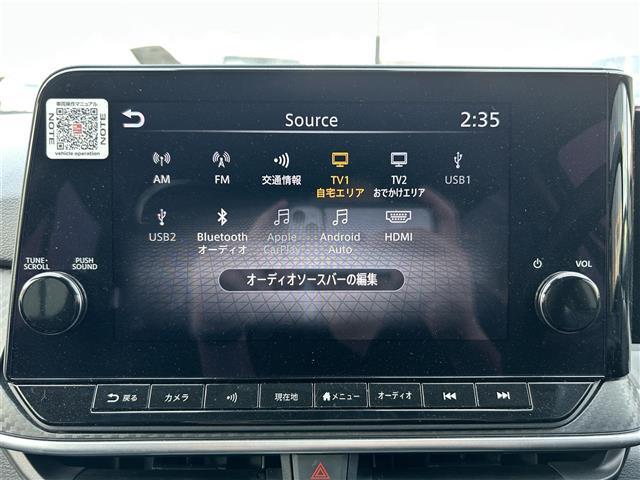 車両操作マニュアル
NOTE
NOTE
vehicle operation
Source
2:35
AM
FM
交通情報
TV1
自宅エリア
TV2
おでかけエリア
USB1
USB2
Bluetooth
オーディオ
Apple
CarPlay
Android
Auto
HDMI
オーディオソースバーの編集
TUNE・
SCROLL
PUSH
SOUND
VOL
戻る
カメラ
現在地
メニュー
オーディオ